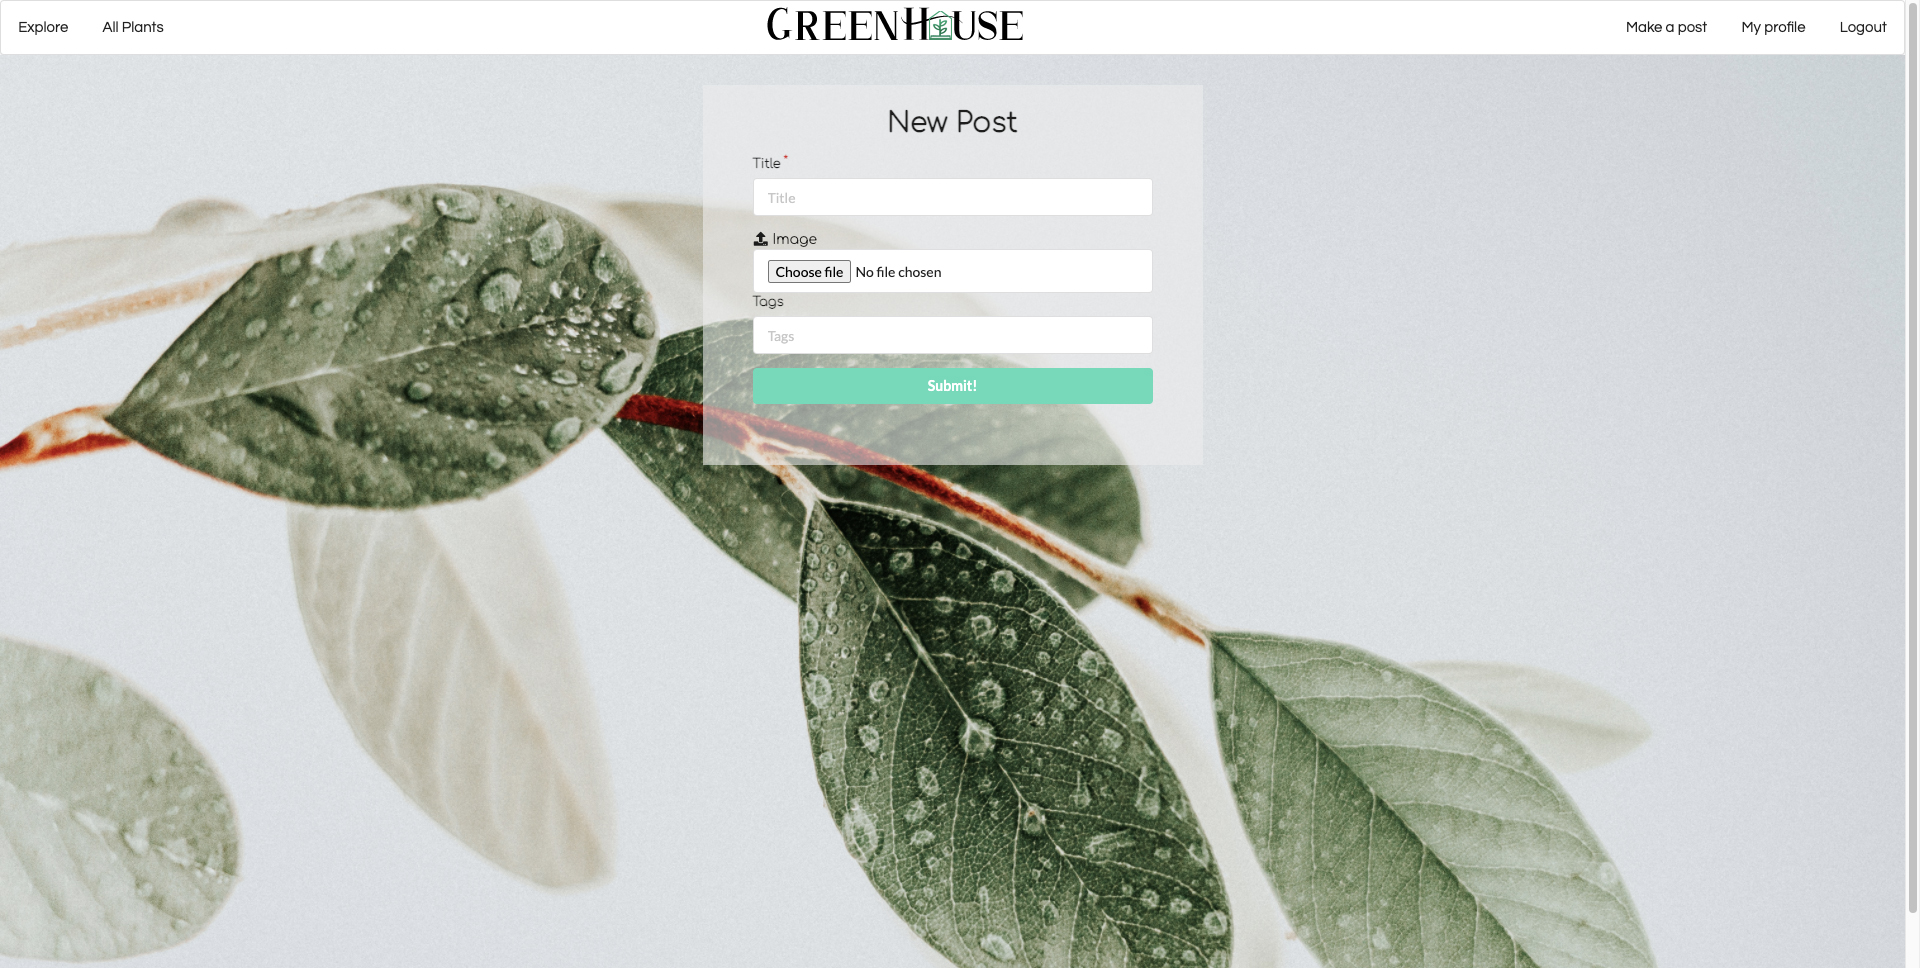 Explore All Plants GREENHOUSE Make a post My profile Logout
New Post
Title *
Title
Image
Choose file No file chosen
Tags
Tags
Submit!